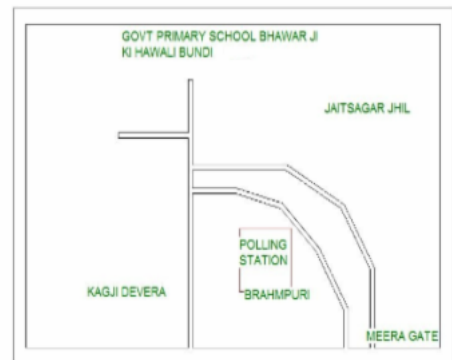 GOVT PRIMARY SCHOOL BHAWAR JI
KI HAWALI BUNDI
JAITSAGAR JHIL
POLLING
STATION
KAGJI DEVERA
BRAHMPURI
MEERA GATE